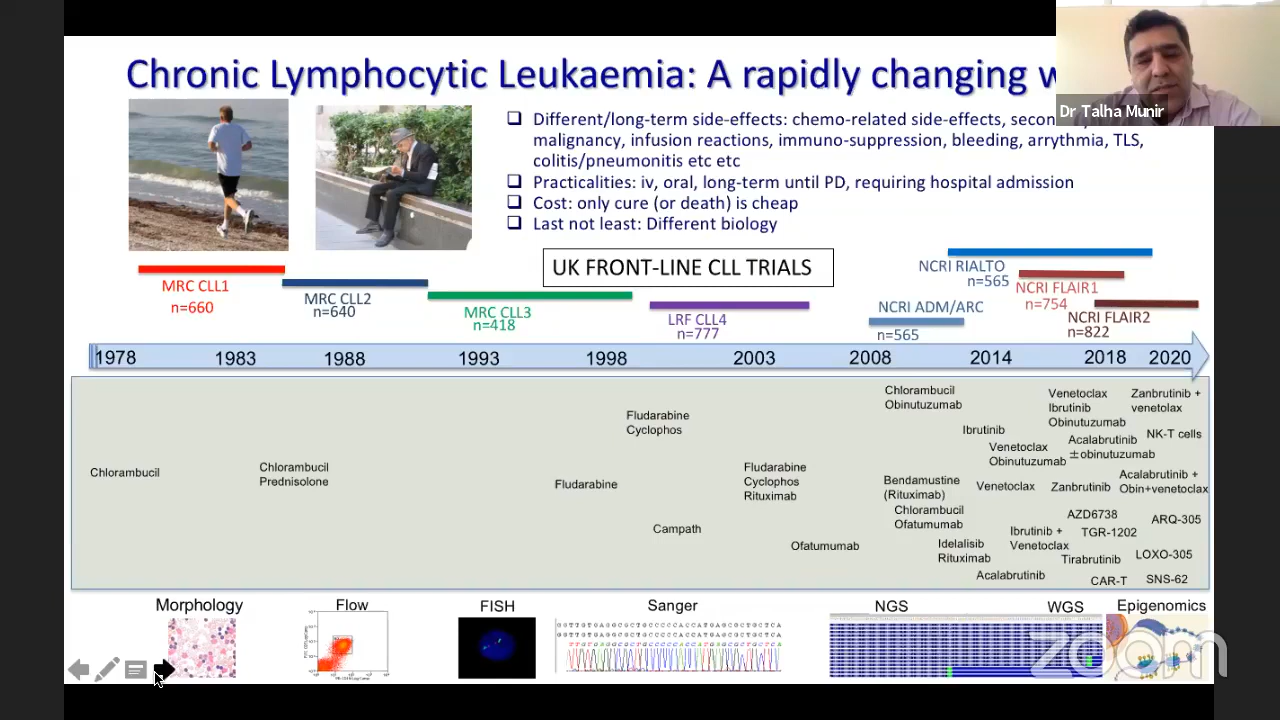 Chronic Lymphocytic Leukaemia: A rapidly changing
Dr Talha Munir
Different/long-term side-effects: chemo-related side-effects,
malignancy, infusion reactions, immuno-suppression, bleeding, arrythmia, TLS,
colitis/pneumonitis etc etc
Practicalities: iv, oral, long-term until PD, requiring hospital admission
Cost: only cure (or death) is cheap
Last not least: Different biology
UK FRONT-LINE CLL TRIALS
MRC CLL1
n=660
MRC CLL2
n=640
MRC CLL3
n=418
LRF CLL4
n=777
NCRI ADM/ARC
n=565
NCRI RIALTO
n=565
NCRI FLAIR1
n=754
NCRI FLAIR2
n=822
1978 1983 1988 1993 1998 2003 2008 2014 2018 2020
Chlorambucil
Chlorambucil
Prednisolone
Fludarabine
Fludarabine
Cyclophos
Campath
Fludarabine
Cyclophos
Rituximab
Ofatumumab
Chlorambucil
Obinutuzumab
Bendamustine
(Rituximab)
Chlorambucil
Ofatumumab
Idelalisib
Rituximab
Ibrutinib
Venetoclax
Obinutuzumab
Venetoclax
Ibrutinib +
Venetoclax
Acalabrutinib
Venetoclax
Ibrutinib
Obinutuzumab
Acalabrutinib
±obinutuzumab
Zanbrutinib
AZD6738
TGR-1202
Tirabrutinib
CAR-T
Zanbrutinib +
venetolax
NK-T cells
Acalabrutinib +
Obin+venetoclax
ARQ-305
LOXO-305
SNS-62
Morphology
Flow
FISH
Sanger
NGS
WGS
Epigenomics
zoom